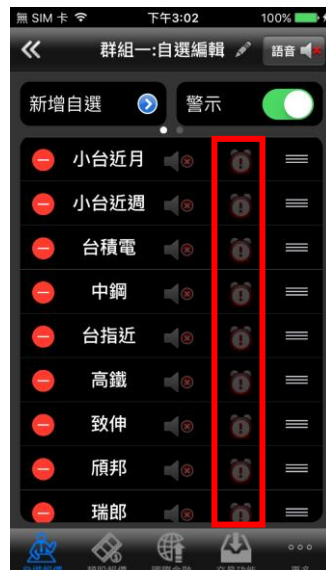 無 SIM 卡 下午3:02 100%
群組一:自選編輯 語音
新增自選 警示
小台近月
小台近週
台積電
中鋼
台指近
高鐵
致伸
頎邦
瑞郎